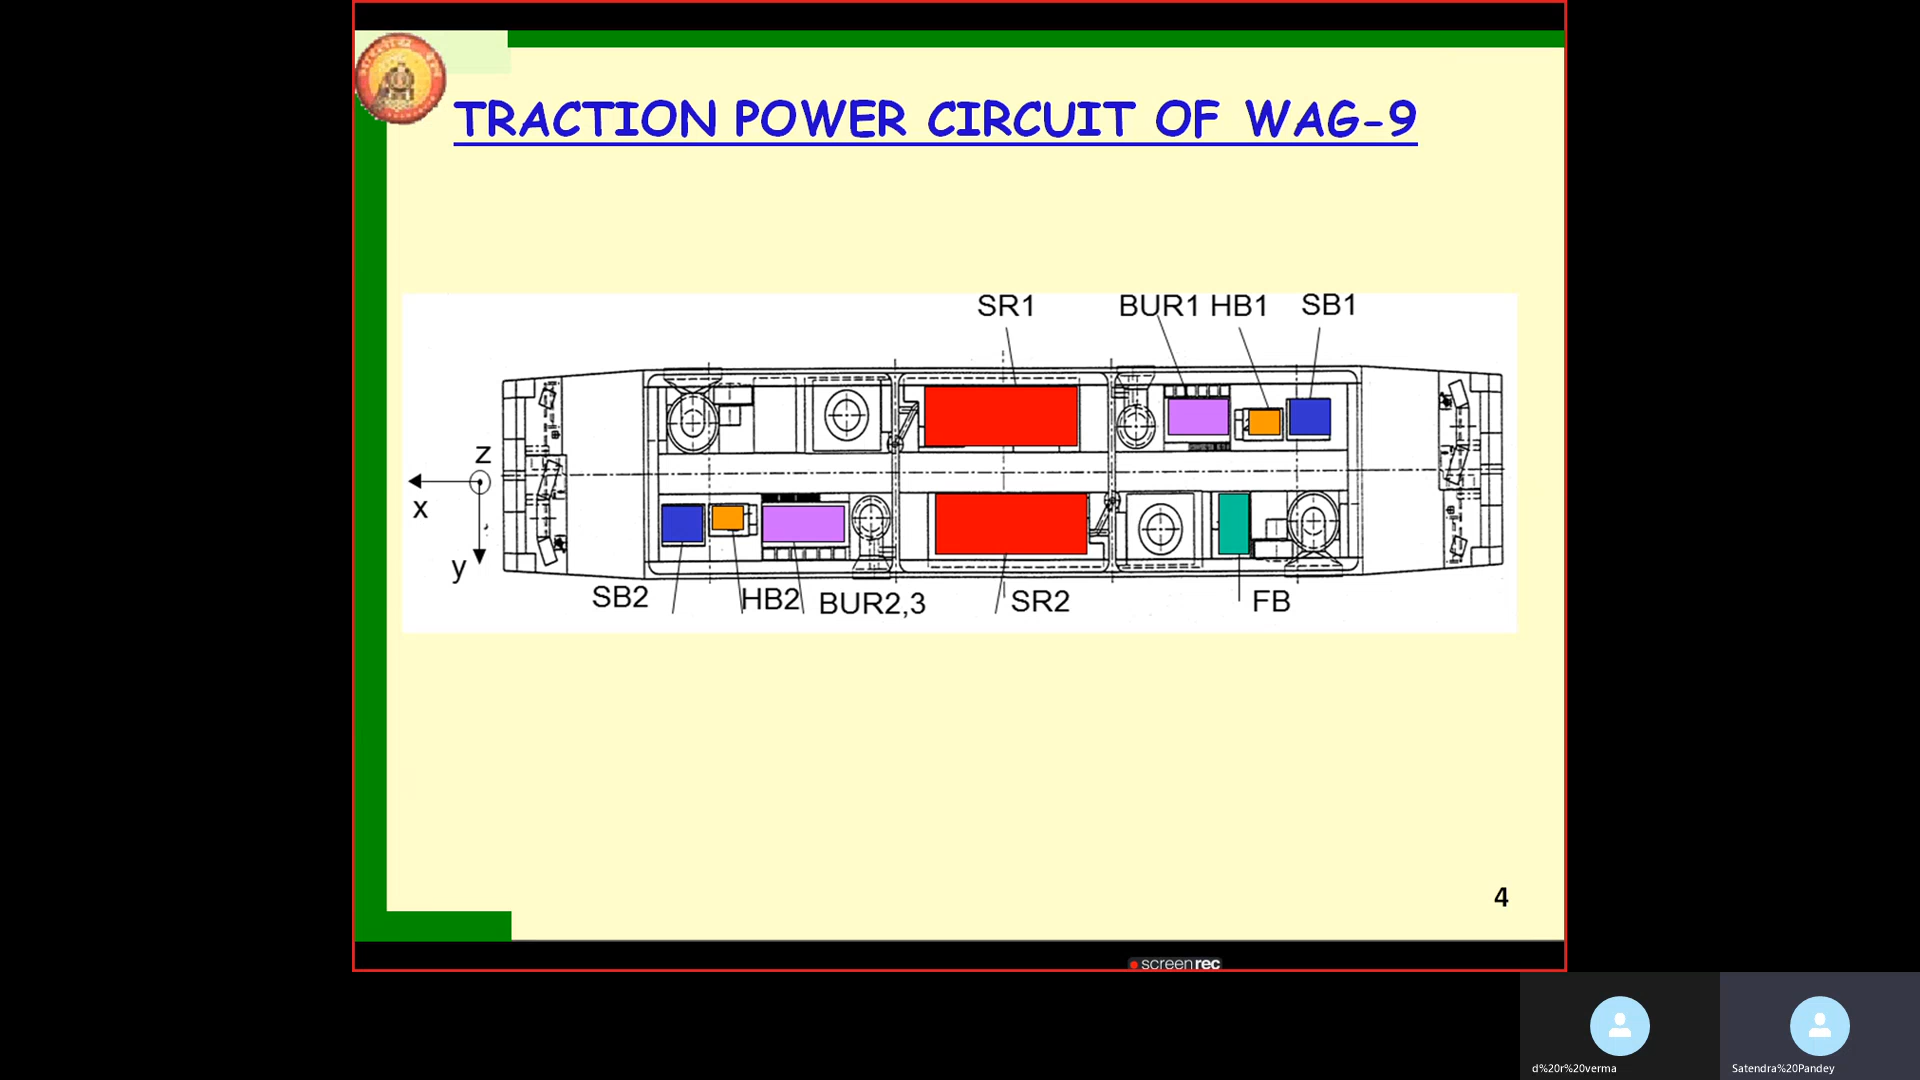 TRACTION POWER CIRCUIT OF WAG-9
SR1 BUR1 HB1 SB1
z
x
y
SB2 HB2 BUR2,3 SR2 FB
4
screenrec
d%20r%20verma Satendra%20Pandey